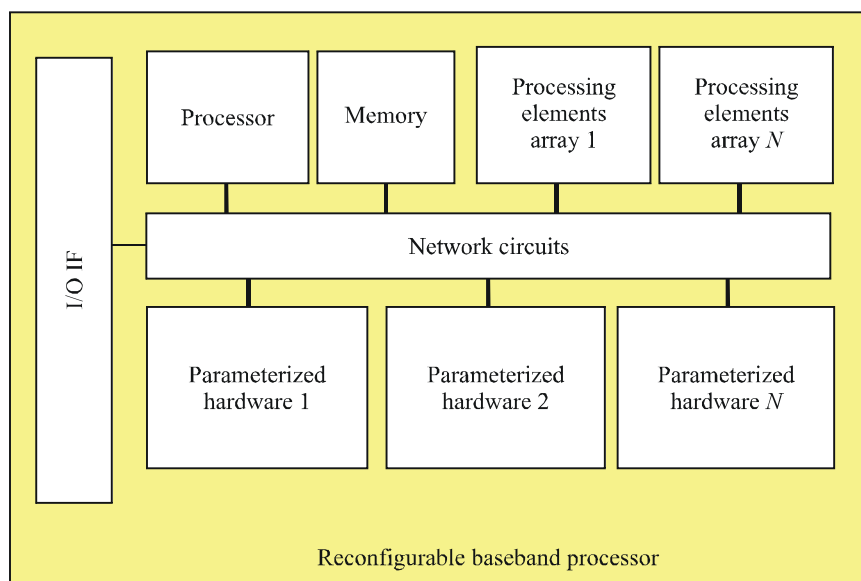 I/O IF
Processor
Memory
Processing
elements
array 1
Processing
elements
array N
Network circuits
Parameterized
hardware 1
Parameterized
hardware 2
Parameterized
hardware N
Reconfigurable baseband processor